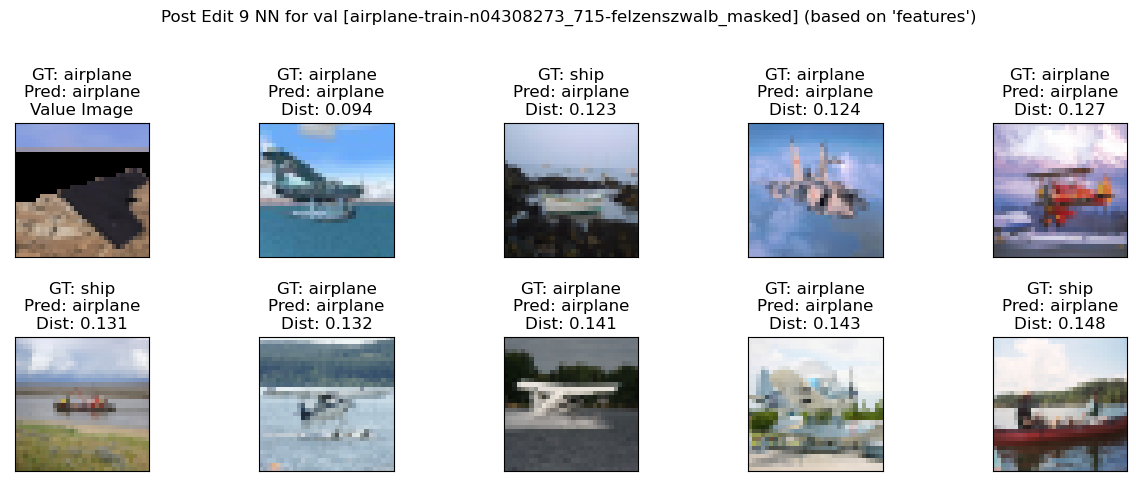 Post Edit 9 NN for val [airplane-train-n04308273_715-felzenszwalb_masked] (based on 'features')
GT: airplane
Pred: airplane
Value Image
GT: airplane
Pred: airplane
Dist: 0.094
GT: ship
Pred: airplane
Dist: 0.123
GT: airplane
Pred: airplane
Dist: 0.124
GT: airplane
Pred: airplane
Dist: 0.127
GT: ship
Pred: airplane
Dist: 0.131
GT: airplane
Pred: airplane
Dist: 0.132
GT: airplane
Pred: airplane
Dist: 0.141
GT: airplane
Pred: airplane
Dist: 0.143
GT: ship
Pred: airplane
Dist: 0.148